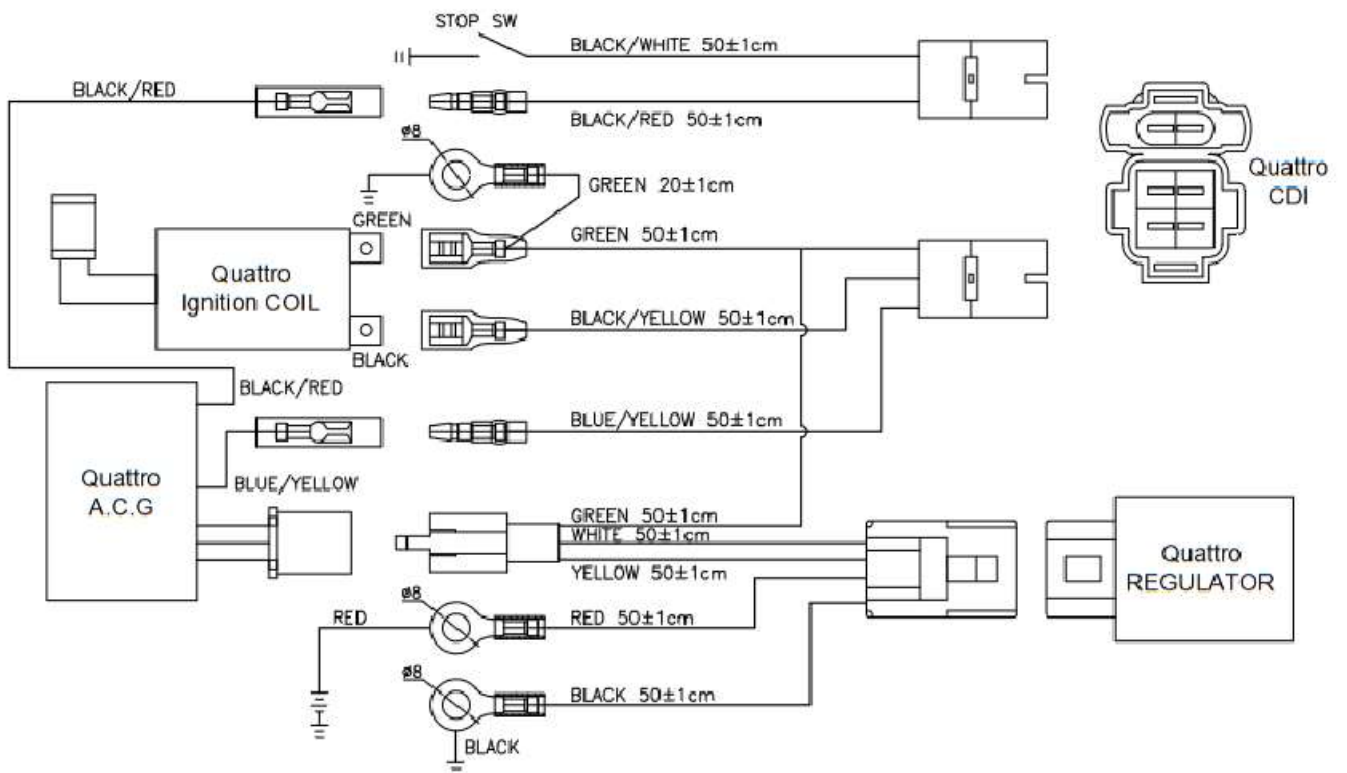 STOP SW
BLACK/WHITE 50±1cm
BLACK/RED
BLACK/RED 50±1cm
ø8
GREEN 20±1cm
Quattro
CDI
GREEN
GREEN 50±1cm
Quattro
Ignition COIL
BLACK/YELLOW 50±1cm
BLACK
BLACK/RED
BLUE/YELLOW 50±1cm
Quattro
A.C.G
BLUE/YELLOW
GREEN 50±1cm
WHITE 50±1cm
YELLOW 50±1cm
Quattro
REGULATOR
ø8
RED
RED 50±1cm
ø8
BLACK 50±1cm
BLACK